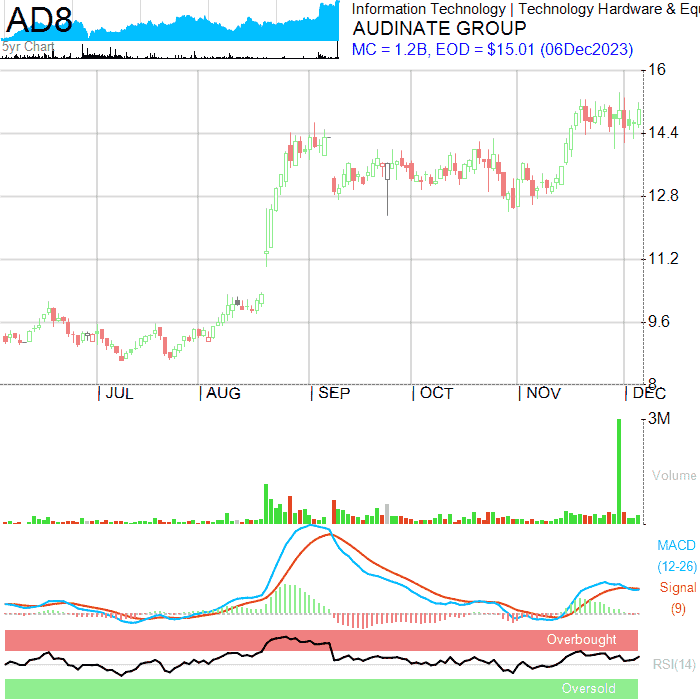 AD8
5yr Chart
Information Technology | Technology Hardware & Equ
AUDINATE GROUP
MC = 1.2B, EOD = $15.01 (06Dec2023)
16
14.4
12.8
11.2
9.6
8
JUL AUG SEP OCT NOV DEC
3M
Volume
MACD
(12-26)
Signal
(9)
Overbought
RSI(14)
Oversold